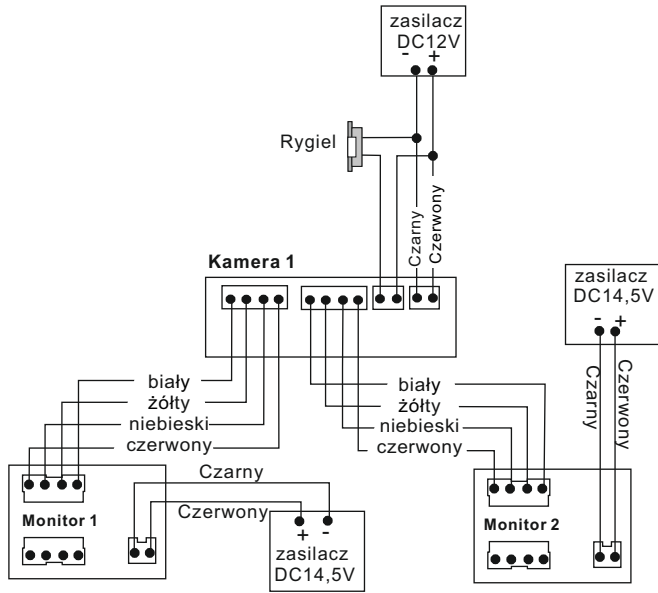 zasilacz
DC12V
- +
Rygiel
Czarny
Czerwony
Kamera 1
zasilacz
DC14,5V
- +
Czarny
Czerwony
biały
żółty
niebieski
czerwony
biały
żółty
niebieski
czerwony
Czarny
Czerwony
Monitor 1
+ -
zasilacz
DC14,5V
Monitor 2